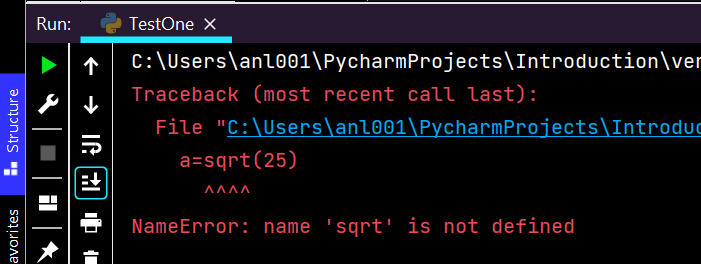 Run: TestOne
C:\Users\anl001\PycharmProjects\Introduction\ven
Traceback (most recent call last):
File "C:\Users\anl001\PycharmProjects\Introduc
a=sqrt(25)
^^^^
NameError: name 'sqrt' is not defined
Structure
avorites